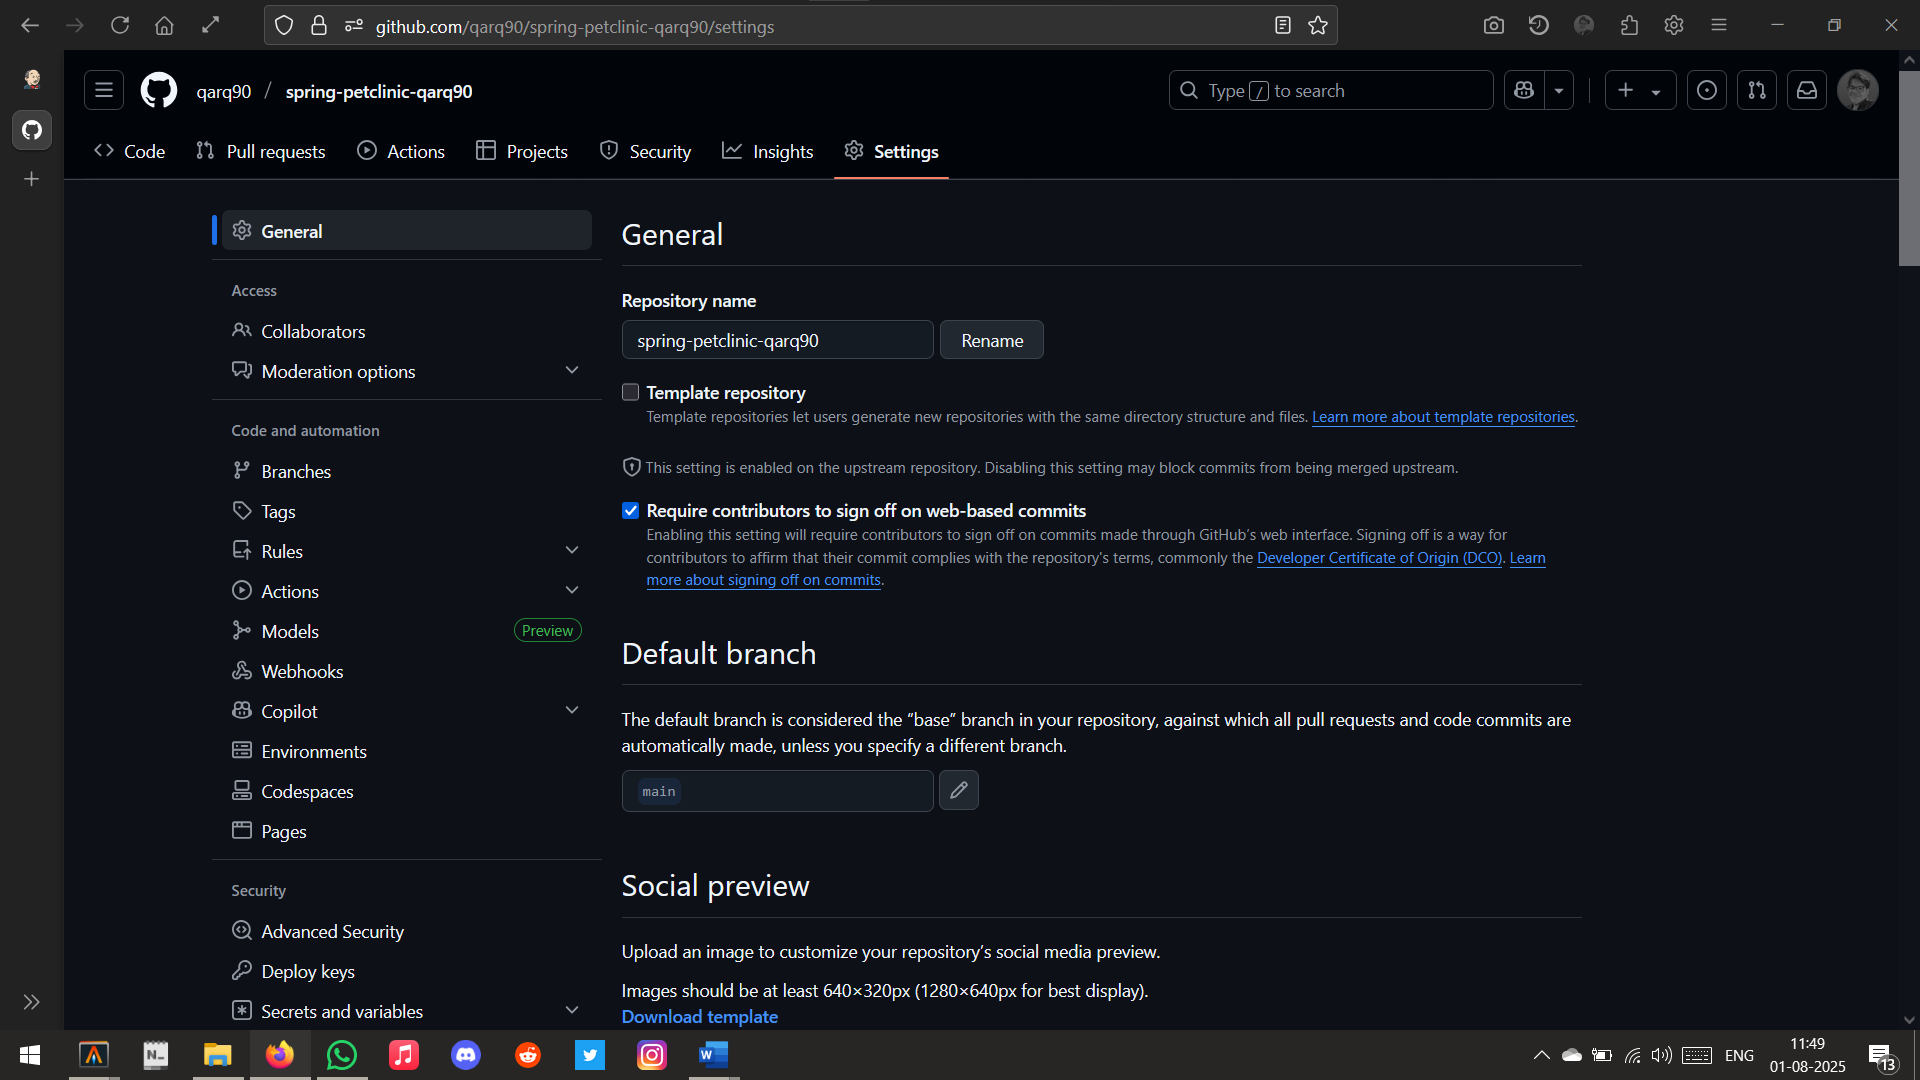 github.com/qarq90/spring-petclinic-qarq90/settings
qarq90 / spring-petclinic-qarq90
Type / to search
Code
Pull requests
Actions
Projects
Security
Insights
Settings
General
Access
Collaborators
Moderation options
Code and automation
Branches
Tags
Rules
Actions
Models
Preview
Webhooks
Copilot
Environments
Codespaces
Pages
Security
Advanced Security
Deploy keys
Secrets and variables
General
Repository name
spring-petclinic-qarq90
Rename
Template repository
Template repositories let users generate new repositories with the same directory structure and files. Learn more about template repositories.
This setting is enabled on the upstream repository. Disabling this setting may block commits from being merged upstream.
Require contributors to sign off on web-based commits
Enabling this setting will require contributors to sign off on commits made through GitHub's web interface. Signing off is a way for
contributors to affirm that their commit complies with the repository's terms, commonly the Developer Certificate of Origin (DCO). Learn
more about signing off on commits.
Default branch
The default branch is considered the “base” branch in your repository, against which all pull requests and code commits are
automatically made, unless you specify a different branch.
main
Social preview
Upload an image to customize your repository’s social media preview.
Images should be at least 640×320px (1280×640px for best display).
Download template
N_
W
ENG
11:49
01-08-2025
13